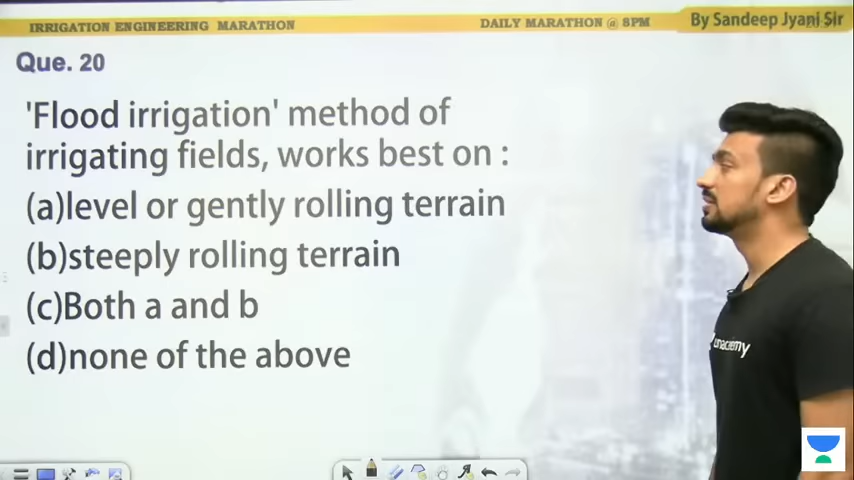 IRRIGATION ENGINEERING MARATHON
DAILY MARATHON @ 8PM
By Sandeep Jyani Sir
Que. 20
'Flood irrigation' method of
irrigating fields, works best on :
(a)level or gently rolling terrain
(b)steeply rolling terrain
(c)Both a and b
(d)none of the above
unacademy